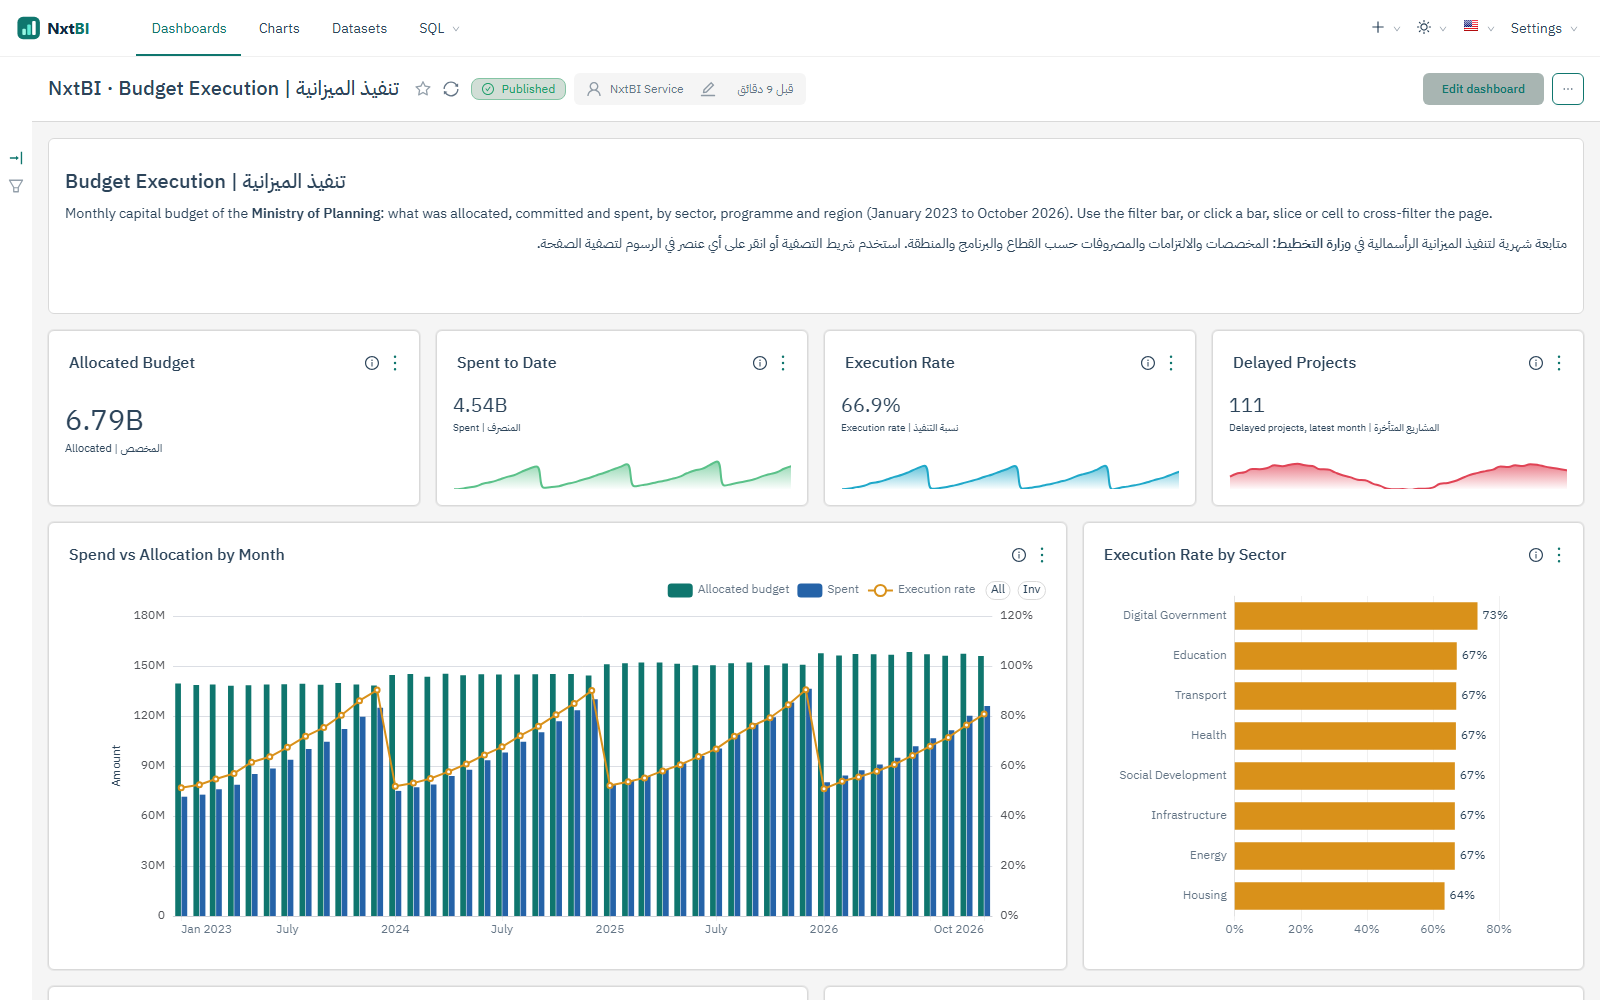 NxtBI
Dashboards
Charts
Datasets
SQL
Settings
NxtBI · Budget Execution | تنفيذ الميزانية
Published
NxtBI Service
قبل 9 دقائق
Edit dashboard
...
Budget Execution | تنفيذ الميزانية
Monthly capital budget of the Ministry of Planning: what was allocated, committed and spent, by sector, programme and region (January 2023 to October 2026). Use the filter bar, or click a bar, slice or cell to cross-filter the page.
متابعة شهرية لتنفيذ الميزانية الرأسمالية في وزارة التخطيط: المخصصات والالتزامات والمصروفات حسب القطاع والبرنامج والمنطقة. استخدم شريط التصفية أو انقر على أي عنصر في الرسوم لتصفية الصفحة.
Allocated Budget
6.79B
Allocated | المخصص
Spent to Date
4.54B
Spent | المنصرف
Execution Rate
66.9%
Execution rate | نسبة التنفيذ
Delayed Projects
111
Delayed projects, latest month | المشاريع المتأخرة
Spend vs Allocation by Month
Allocated budget
Spent
Execution rate
All
Inv
180M
150M
120M
90M
60M
30M
0
Amount
120%
100%
80%
60%
40%
20%
0%
Jan 2023
July
2024
July
2025
July
2026
Oct 2026
Execution Rate by Sector
Digital Government 73%
Education 67%
Transport 67%
Health 67%
Social Development 67%
Infrastructure 67%
Energy 67%
Housing 64%
0%
20%
40%
60%
80%